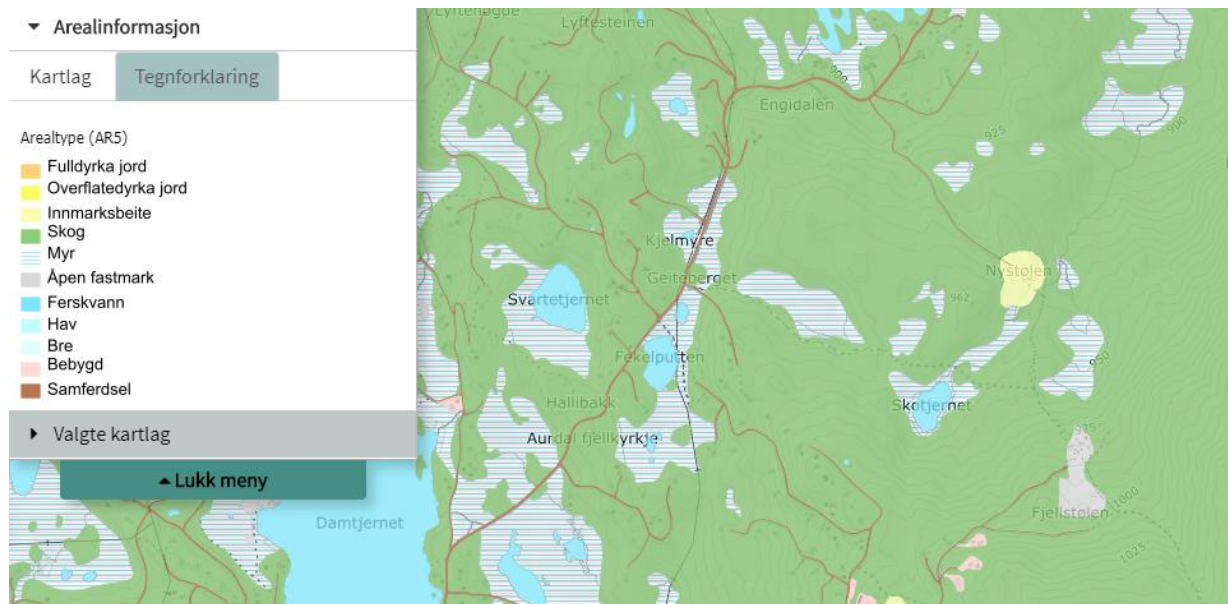 Arealinformasjon
Kartlag
Tegnforklaring
Arealtype (AR5)
Fulldyrka jord
Overflatedyrka jord
Innmarksbeite
Skog
Myr
Åpen fastmark
Ferskvann
Hav
Bre
Bebygd
Samferdsel
Valgte kartlag
Lukk meny
Lyftesteinen
Engidalen
900
925
900
Kjelmyre
Geiteberget
Nystølen
962
Svartetjernet
Fekelputten
950
Skotjernet
Hallibakk
Aurdal fjellkyrkje
975
Damtjernet
1000
Fjellstølen
1025